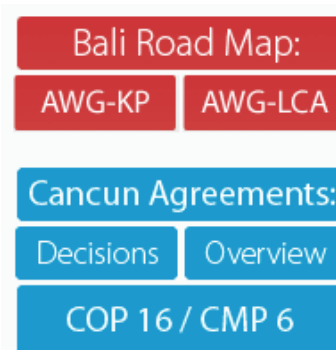 Bali Road Map:
AWG-KP AWG-LCA
Cancun Agreements:
Decisions Overview
COP 16 / CMP 6